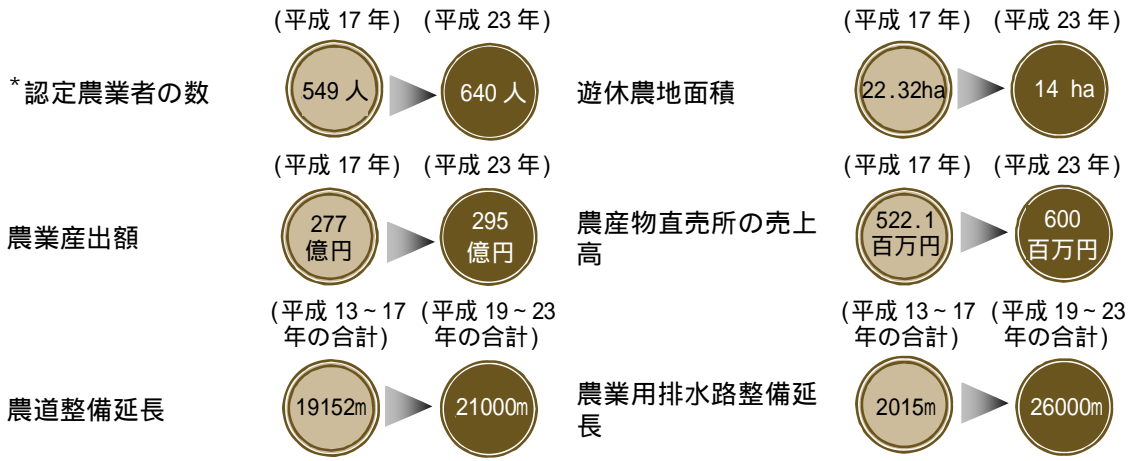 (平成 17 年) (平成 23 年)
*認定農業者の数
549 人
640 人
(平成 17 年) (平成 23 年)
遊休農地面積
22.32ha
14 ha
(平成 17 年) (平成 23 年)
農業産出額
277
億円
295
億円
(平成 17 年) (平成 23 年)
農産物直売所の売上
高
522.1
百万円
600
百万円
(平成 13～17
年の合計)
(平成 19～23
年の合計)
農道整備延長
19152m
21000m
(平成 13～17
年の合計)
(平成 19～23
年の合計)
農業用排水路整備延
長
2015m
26000m